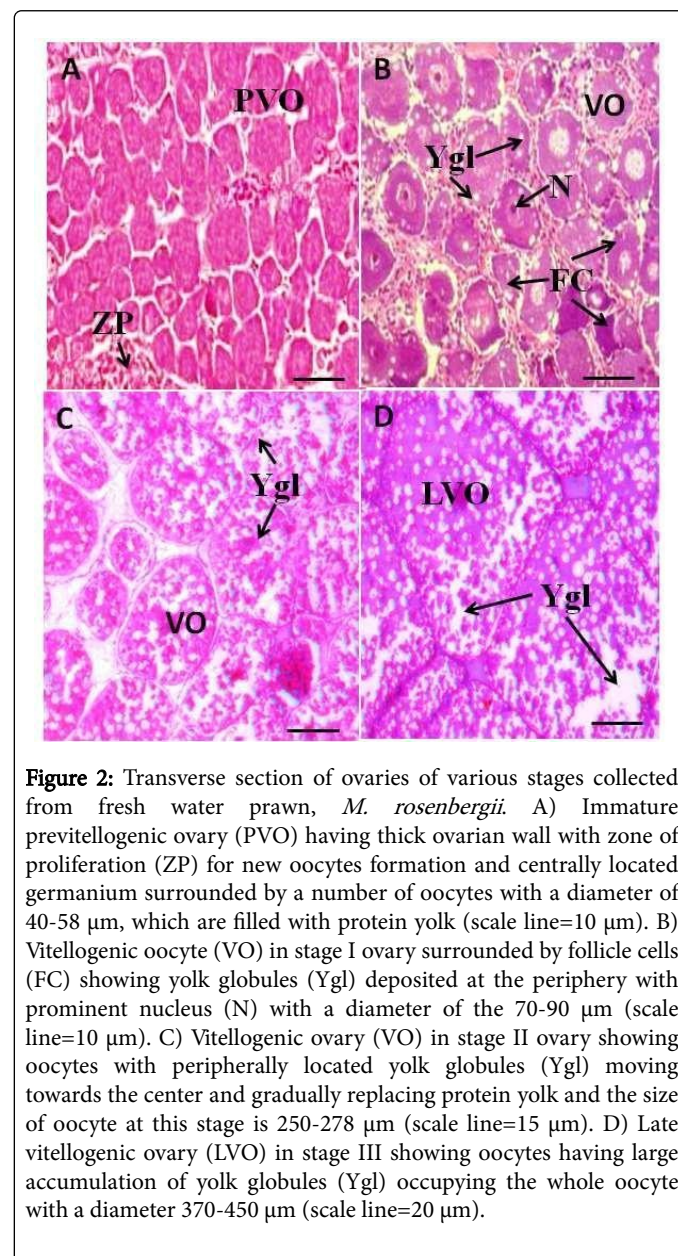 A
PVO
ZP
B
VO
Ygl
N
FC
C
Ygl
VO
D
LVO
Ygl
Figure 2: Transverse section of ovaries of various stages collected
from fresh water prawn, M. rosenbergii. A) Immature
previtellogenic ovary (PVO) having thick ovarian wall with zone of
proliferation (ZP) for new oocytes formation and centrally located
germanium surrounded by a number of oocytes with a diameter of
40-58 μm, which are filled with protein yolk (scale line=10 μm). B)
Vitellogenic oocyte (VO) in stage I ovary surrounded by follicle cells
(FC) showing yolk globules (Ygl) deposited at the periphery with
prominent nucleus (N) with a diameter of the 70-90 μm (scale
line=10 μm). C) Vitellogenic ovary (VO) in stage II ovary showing
oocytes with peripherally located yolk globules (Ygl) moving
towards the center and gradually replacing protein yolk and the size
of oocyte at this stage is 250-278 μm (scale line=15 μm). D) Late
vitellogenic ovary (LVO) in stage III showing oocytes having large
accumulation of yolk globules (Ygl) occupying the whole oocyte
with a diameter 370-450 μm (scale line=20 μm).